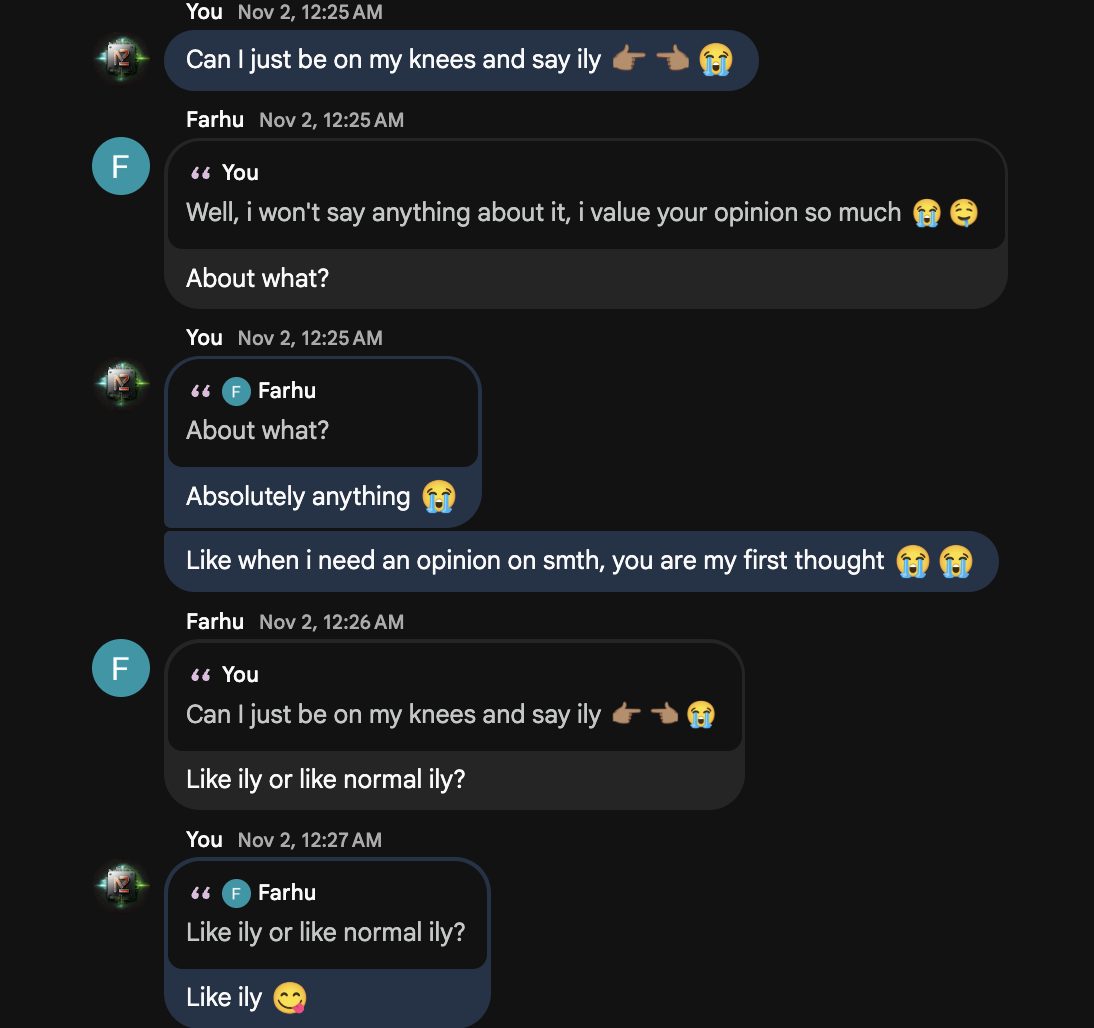 You Nov 2, 12:25 AM
Can I just be on my knees and say ily 👉🏽 👈🏽 😭
Farhu Nov 2, 12:25 AM
F
“ You
Well, i won't say anything about it, i value your opinion so much 😭 🤤
About what?
You Nov 2, 12:25 AM
“ F Farhu
About what?
Absolutely anything 😭
Like when i need an opinion on smth, you are my first thought 😭 😭
Farhu Nov 2, 12:26 AM
F
“ You
Can I just be on my knees and say ily 👉🏽 👈🏽 😭
Like ily or like normal ily?
You Nov 2, 12:27 AM
“ F Farhu
Like ily or like normal ily?
Like ily 😋